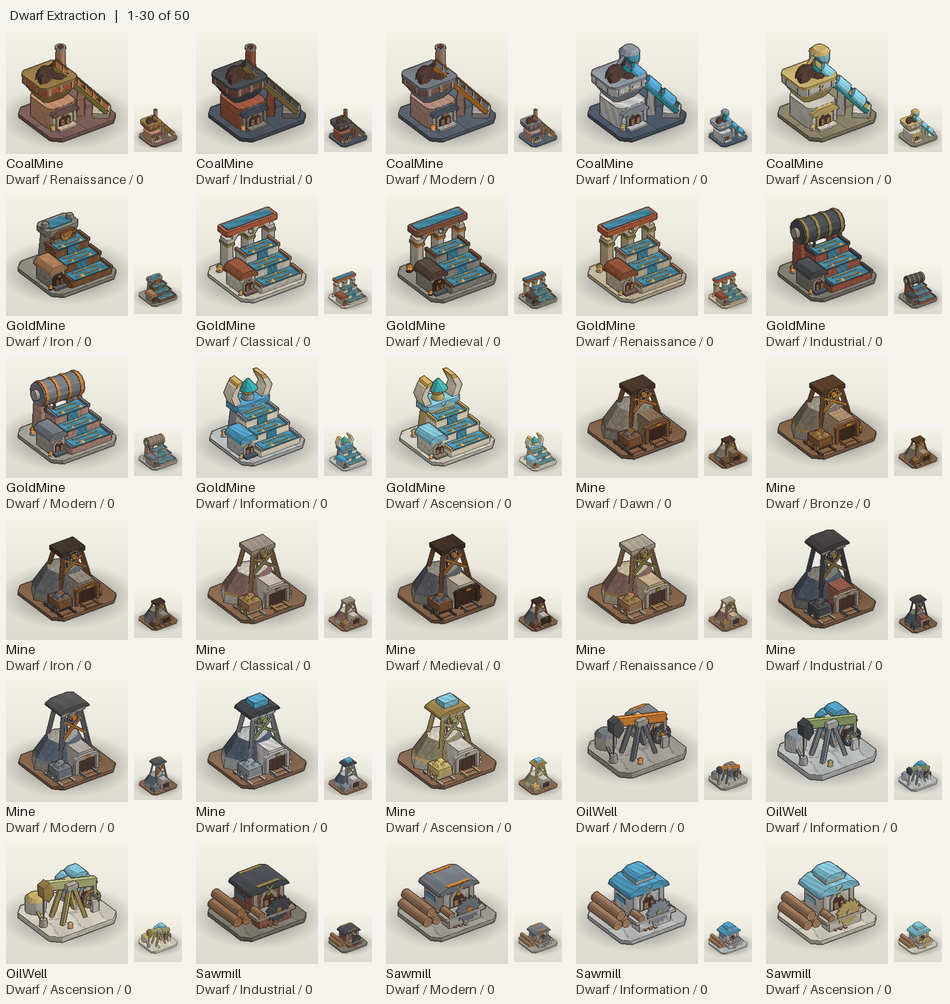 Dwarf Extraction | 1-30 of 50
CoalMine
Dwarf / Renaissance / 0
CoalMine
Dwarf / Industrial / 0
CoalMine
Dwarf / Modern / 0
CoalMine
Dwarf / Information / 0
CoalMine
Dwarf / Ascension / 0
GoldMine
Dwarf / Iron / 0
GoldMine
Dwarf / Classical / 0
GoldMine
Dwarf / Medieval / 0
GoldMine
Dwarf / Renaissance / 0
GoldMine
Dwarf / Industrial / 0
GoldMine
Dwarf / Modern / 0
GoldMine
Dwarf / Information / 0
GoldMine
Dwarf / Ascension / 0
Mine
Dwarf / Dawn / 0
Mine
Dwarf / Bronze / 0
Mine
Dwarf / Iron / 0
Mine
Dwarf / Classical / 0
Mine
Dwarf / Medieval / 0
Mine
Dwarf / Renaissance / 0
Mine
Dwarf / Industrial / 0
Mine
Dwarf / Modern / 0
Mine
Dwarf / Information / 0
Mine
Dwarf / Ascension / 0
OilWell
Dwarf / Modern / 0
OilWell
Dwarf / Information / 0
OilWell
Dwarf / Ascension / 0
Sawmill
Dwarf / Industrial / 0
Sawmill
Dwarf / Modern / 0
Sawmill
Dwarf / Information / 0
Sawmill
Dwarf / Ascension / 0